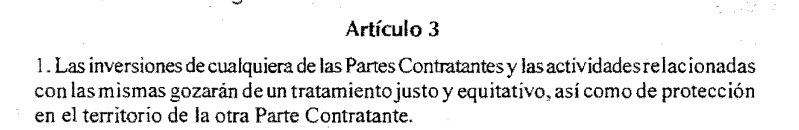 Artículo 3
1. Las inversiones de cualquiera de las Partes Contratantes y las actividades relacionadas
con las mismas gozarán de un tratamiento justo y equitativo, así como de protección
en el territorio de la otra Parte Contratante.